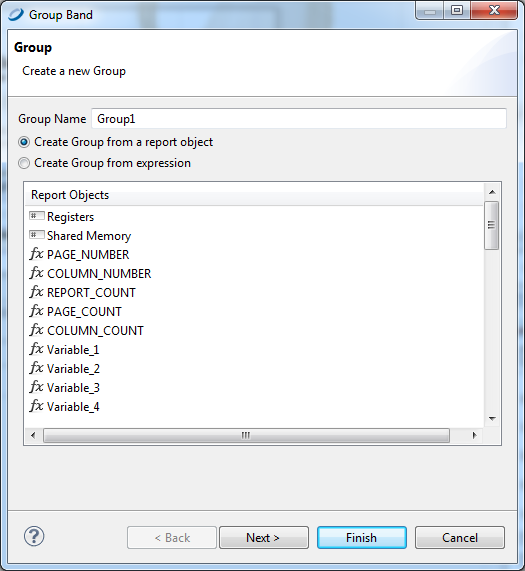 Group Band
Group
Create a new Group
Group Name Group1
Create Group from a report object
Create Group from expression
Report Objects
Registers
Shared Memory
fx PAGE_NUMBER
fx COLUMN_NUMBER
fx REPORT_COUNT
fx PAGE_COUNT
fx COLUMN_COUNT
fx Variable_1
fx Variable_2
fx Variable_3
fx Variable_4
? < Back Next > Finish Cancel